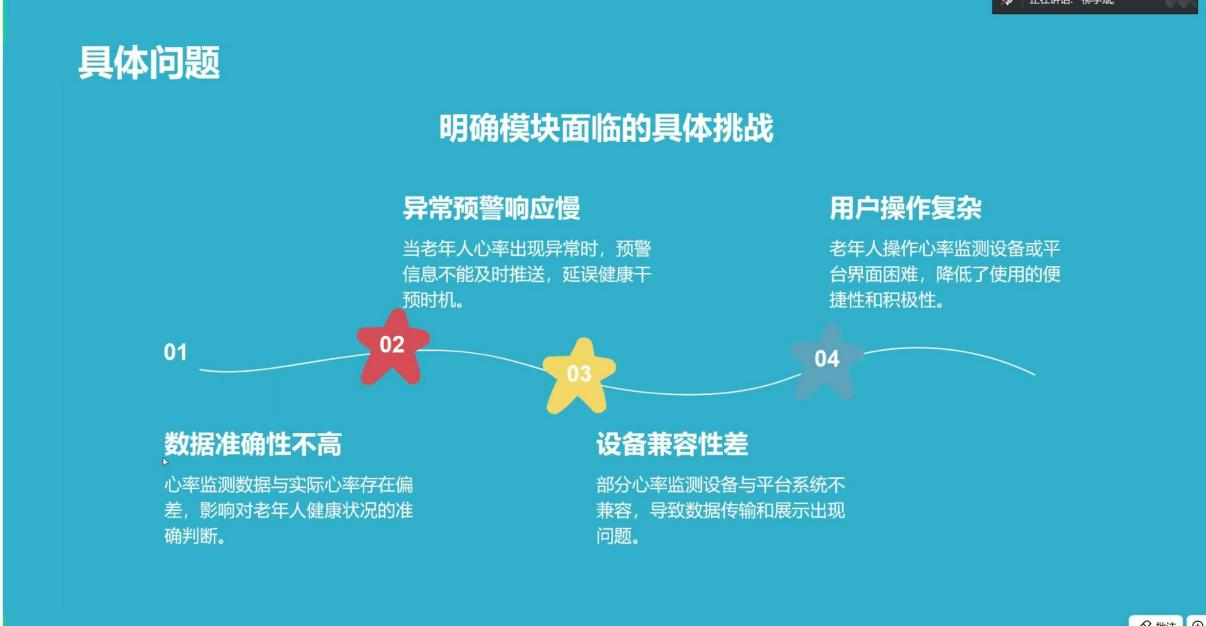 具体问题
明确模块面临的具体挑战
01
数据准确性不高
心率监测数据与实际心率存在偏
差，影响对老年人健康状况的准
确判断。
02
异常预警响应慢
当老年人心率出现异常时，预警
信息不能及时推送，延误健康干
预时机。
03
设备兼容性差
部分心率监测设备与平台系统不
兼容，导致数据传输和展示出现
问题。
04
用户操作复杂
老年人操作心率监测设备或平
台界面困难，降低了使用的便
捷性和积极性。